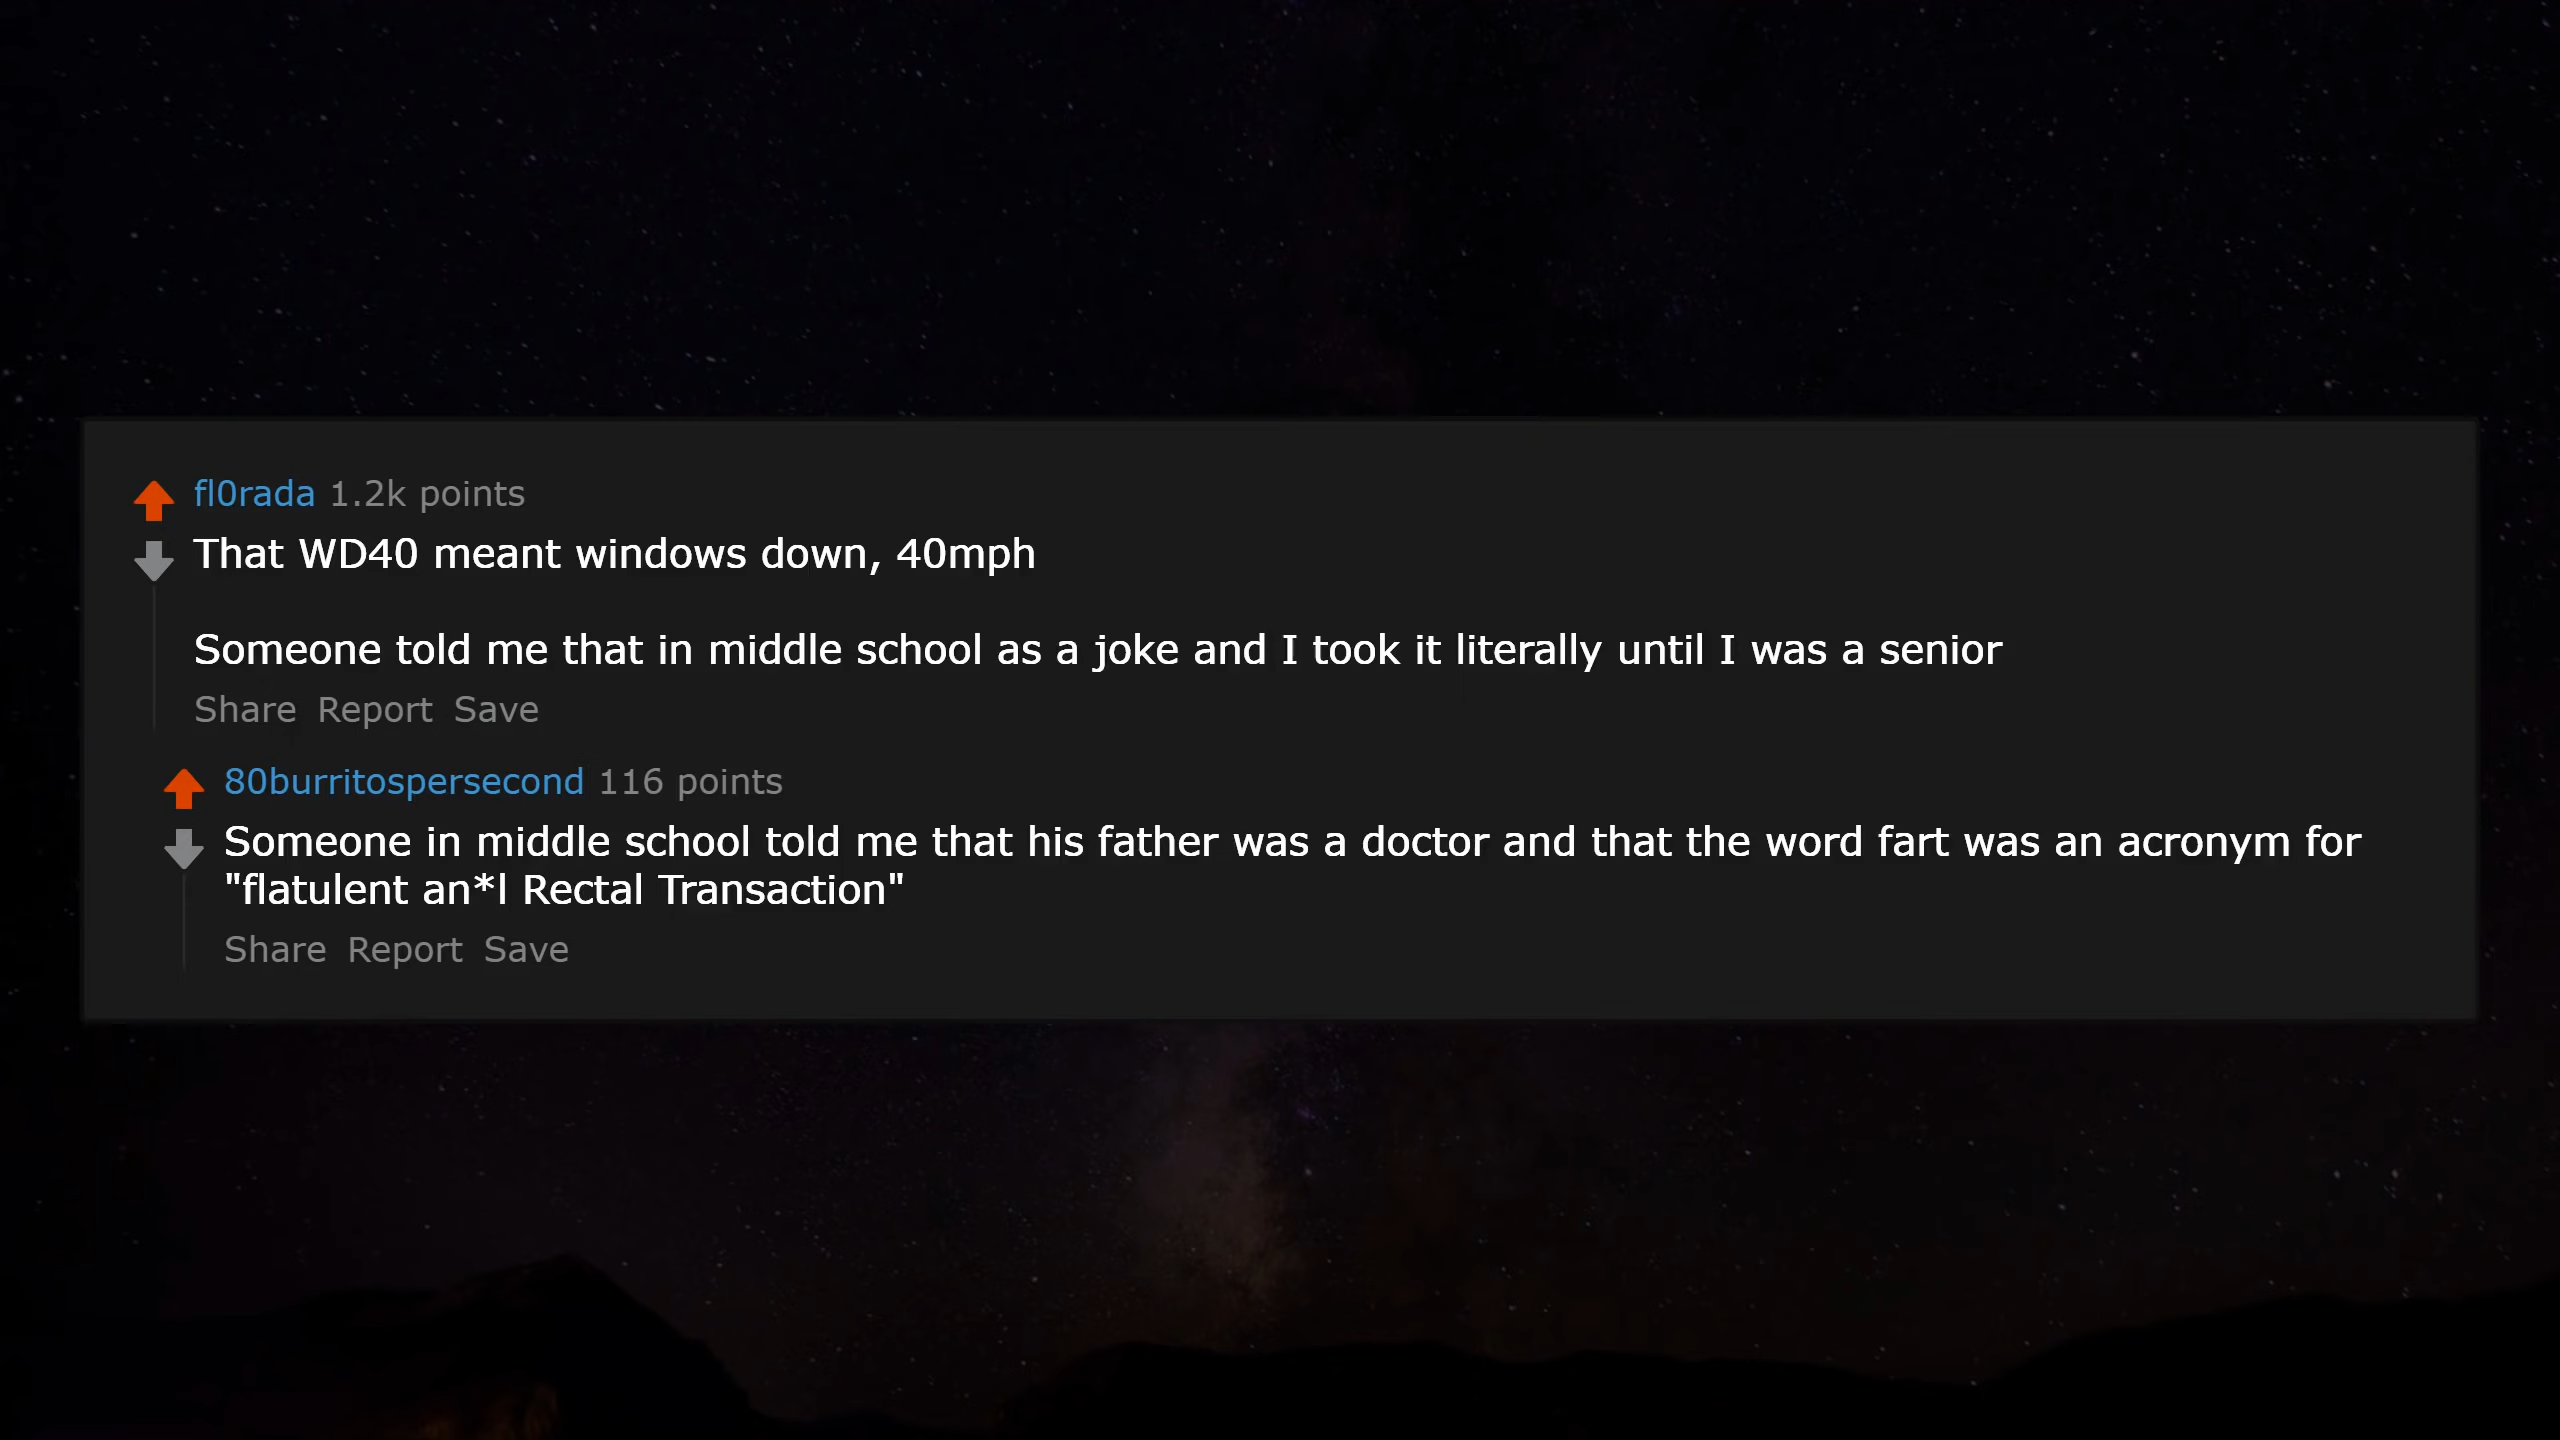 fl0rada 1.2k points
That WD40 meant windows down, 40mph
Someone told me that in middle school as a joke and I took it literally until I was a senior
Share Report Save
80burritospersecond 116 points
Someone in middle school told me that his father was a doctor and that the word fart was an acronym for
"flatulent an*l Rectal Transaction"
Share Report Save